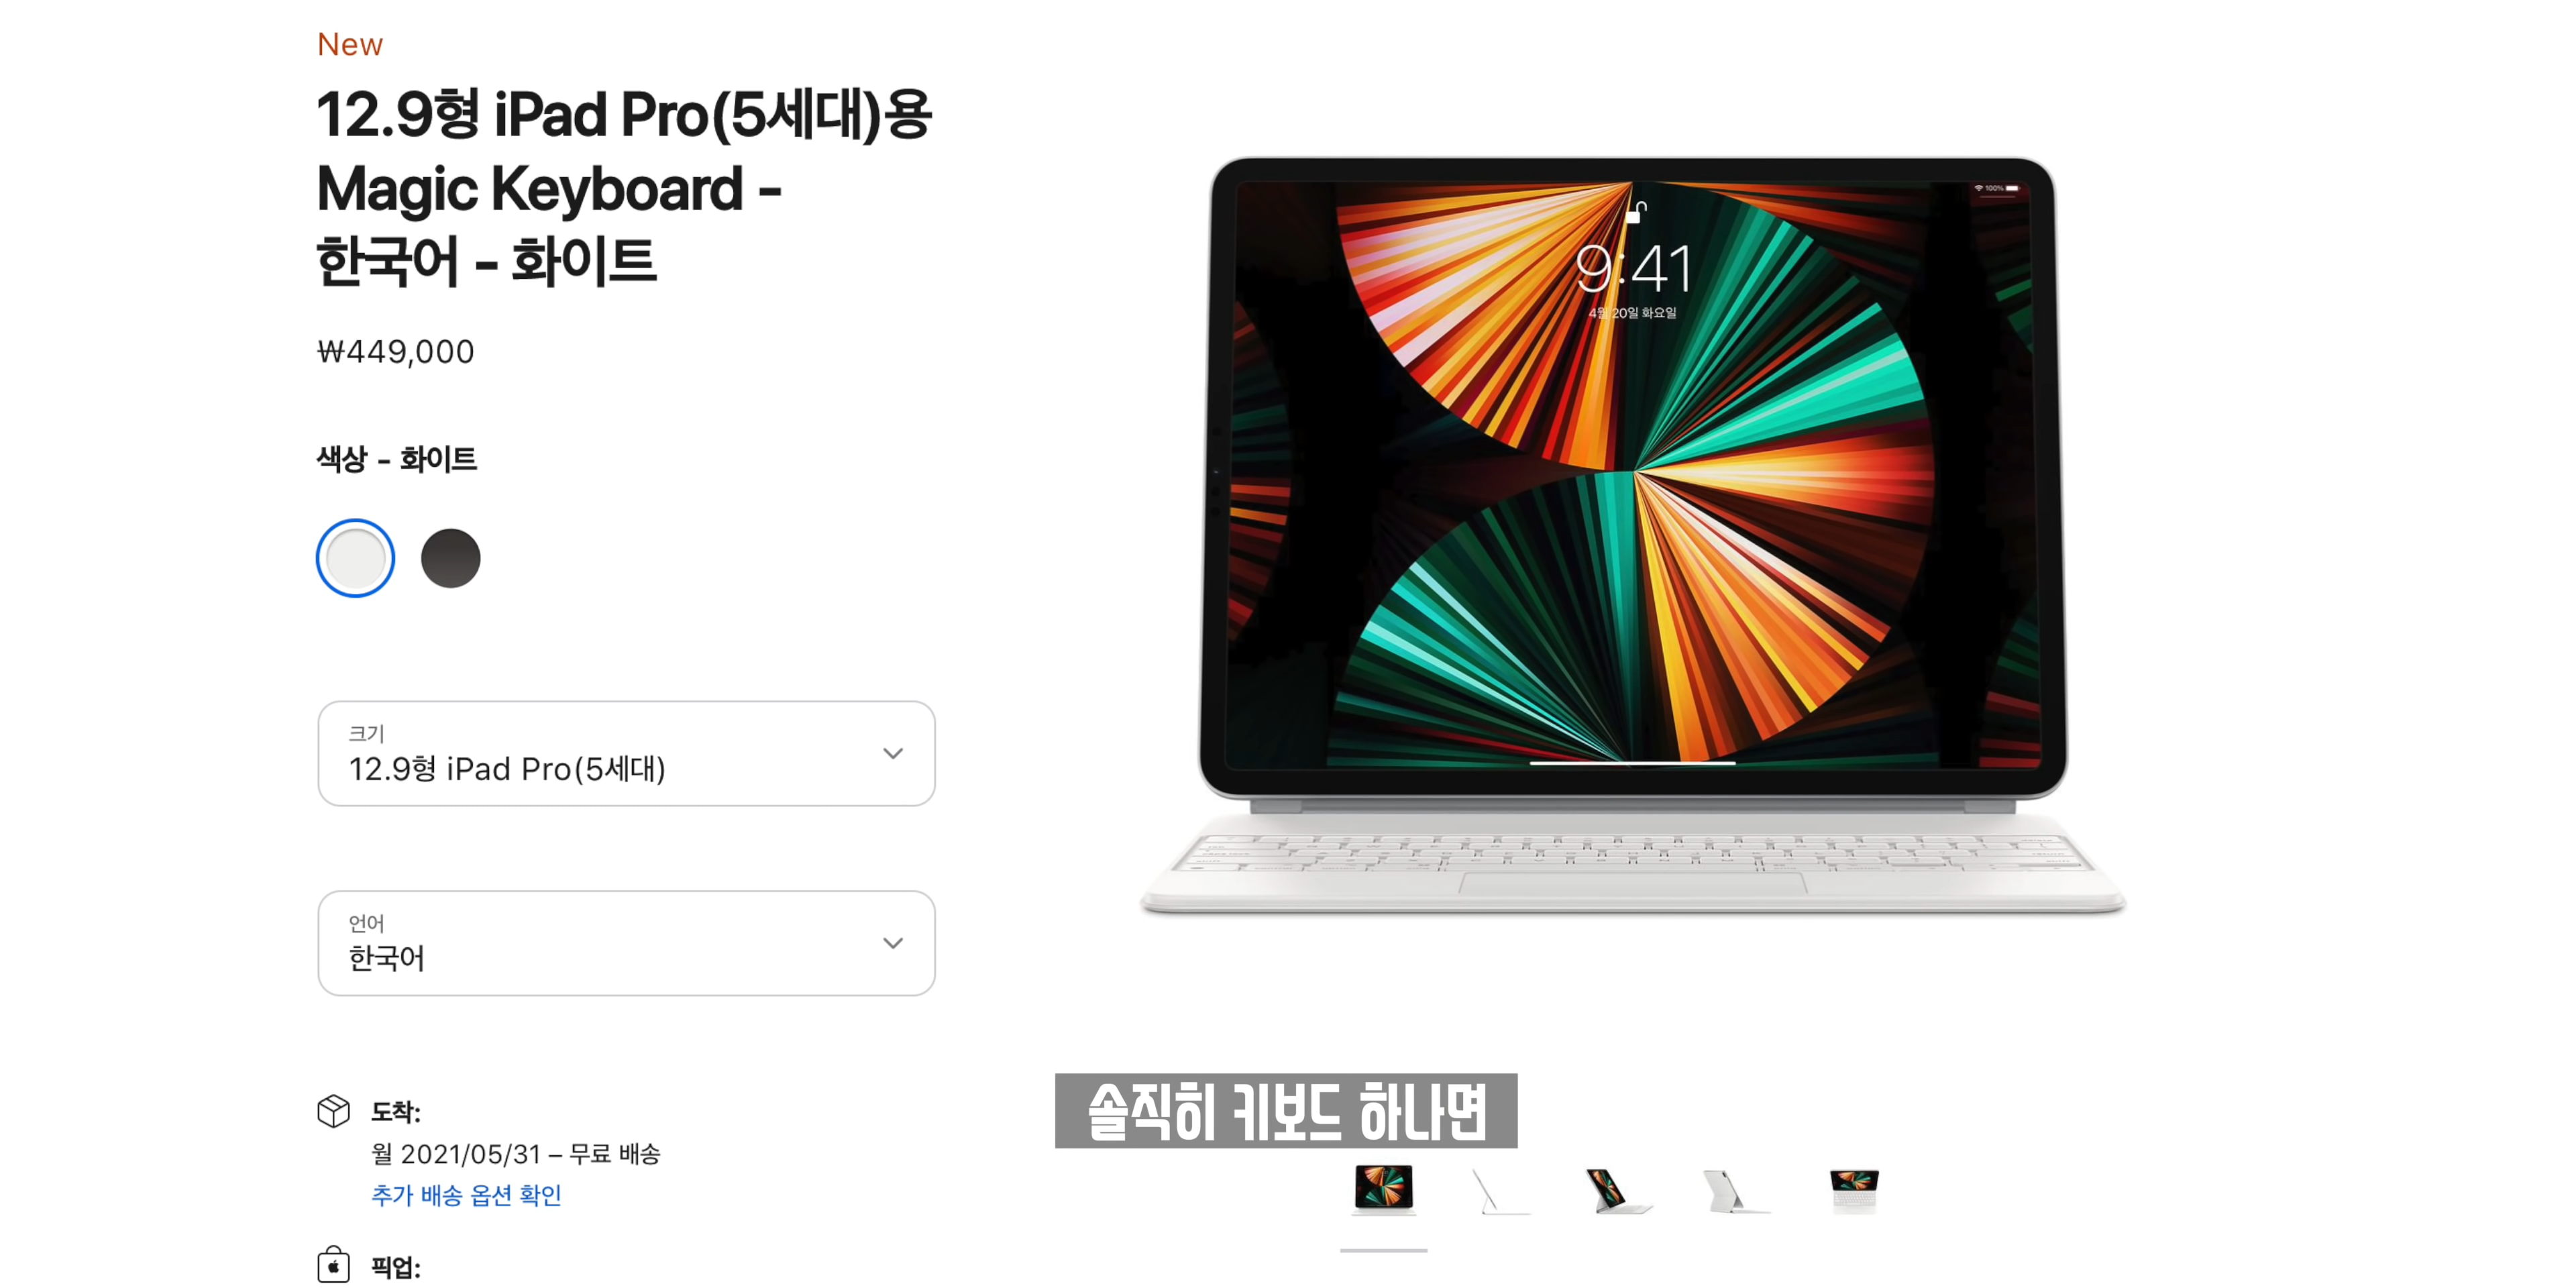 New
12.9형 iPad Pro(5세대)용
Magic Keyboard -
한국어 - 화이트
₩449,000
색상 - 화이트
크기
12.9형 iPad Pro(5세대)
언어
한국어
도착:
월 2021/05/31 – 무료 배송
추가 배송 옵션 확인
픽업:
100%
9:41
4월 20일 화요일
솔직히 키보드 하나면